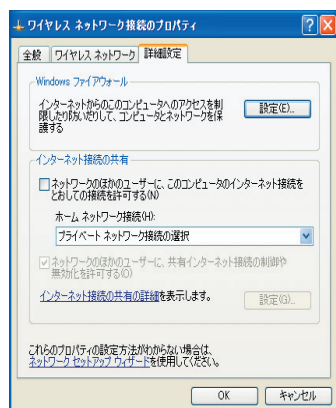 ワイヤレス ネットワーク接続のプロパティ
全般 ワイヤレス ネットワーク 詳細設定
Windows ファイアウォール
インターネットからのこのコンピュータへのアクセスを制
限したり防いだりして、コンピュータとネットワークを保
護する
設定(E)...
インターネット接続の共有
ネットワークのほかのユーザーに、このコンピュータのインターネット接続を
とおしての接続を許可する(N)
ホーム ネットワーク接続(H):
プライベート ネットワーク接続の選択
ネットワークのほかのユーザーに、共有インターネット接続の制御や
無効化を許可する(O)
インターネット接続の共有の詳細を表示します。
設定(G)...
これらのプロパティの設定方法がわからない場合は、
ネットワーク セットアップ ウィザードを使用してください。
OK キャンセル